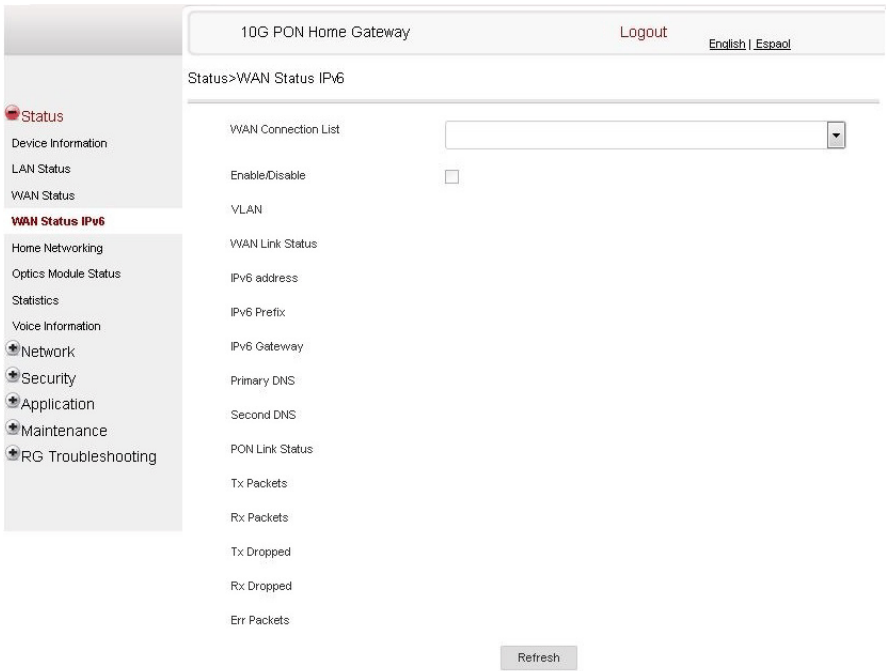 10G PON Home Gateway
Logout
English | Espaol
Status>WAN Status IPv6
Status
Device Information
LAN Status
WAN Status
WAN Status IPv6
Home Networking
Optics Module Status
Statistics
Voice Information
Network
Security
Application
Maintenance
RG Troubleshooting
WAN Connection List
Enable/Disable
VLAN
WAN Link Status
IPv6 address
IPv6 Prefix
IPv6 Gateway
Primary DNS
Second DNS
PON Link Status
Tx Packets
Rx Packets
Tx Dropped
Rx Dropped
Err Packets
Refresh